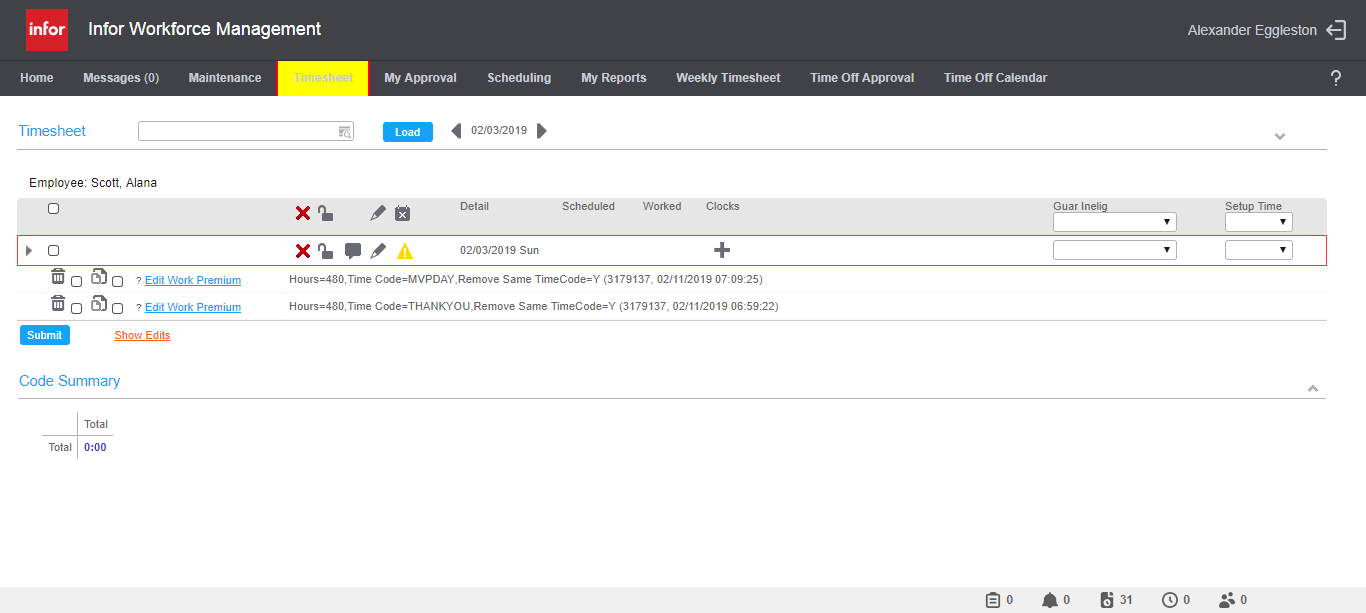 infor Infor Workforce Management Alexander Eggleston
Home Messages (0) Maintenance Timesheet My Approval Scheduling My Reports Weekly Timesheet Time Off Approval Time Off Calendar ?
Timesheet Load 02/03/2019
Employee: Scott, Alana
Detail Scheduled Worked Clocks Guar Inelig Setup Time
02/03/2019 Sun
? Edit Work Premium Hours=480,Time Code=MVPDAY,Remove Same TimeCode=Y (3179137, 02/11/2019 07:09:25)
? Edit Work Premium Hours=480,Time Code=THANKYOU,Remove Same TimeCode=Y (3179137, 02/11/2019 06:59:22)
Submit Show Edits
Code Summary
Total
Total 0:00
0 0 31 0 0